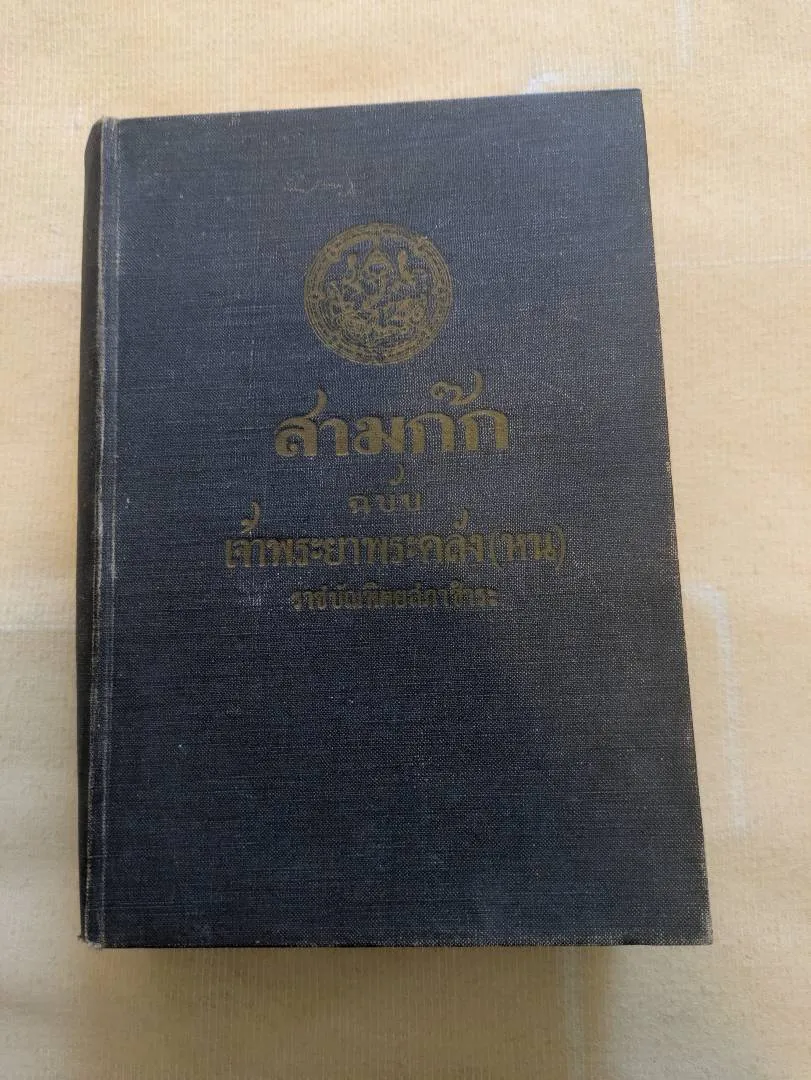 สามก๊ก
ฉบับ
เจ้าพระยาพระคลัง(หน)
ราชบัณฑิตยสภาชำระ